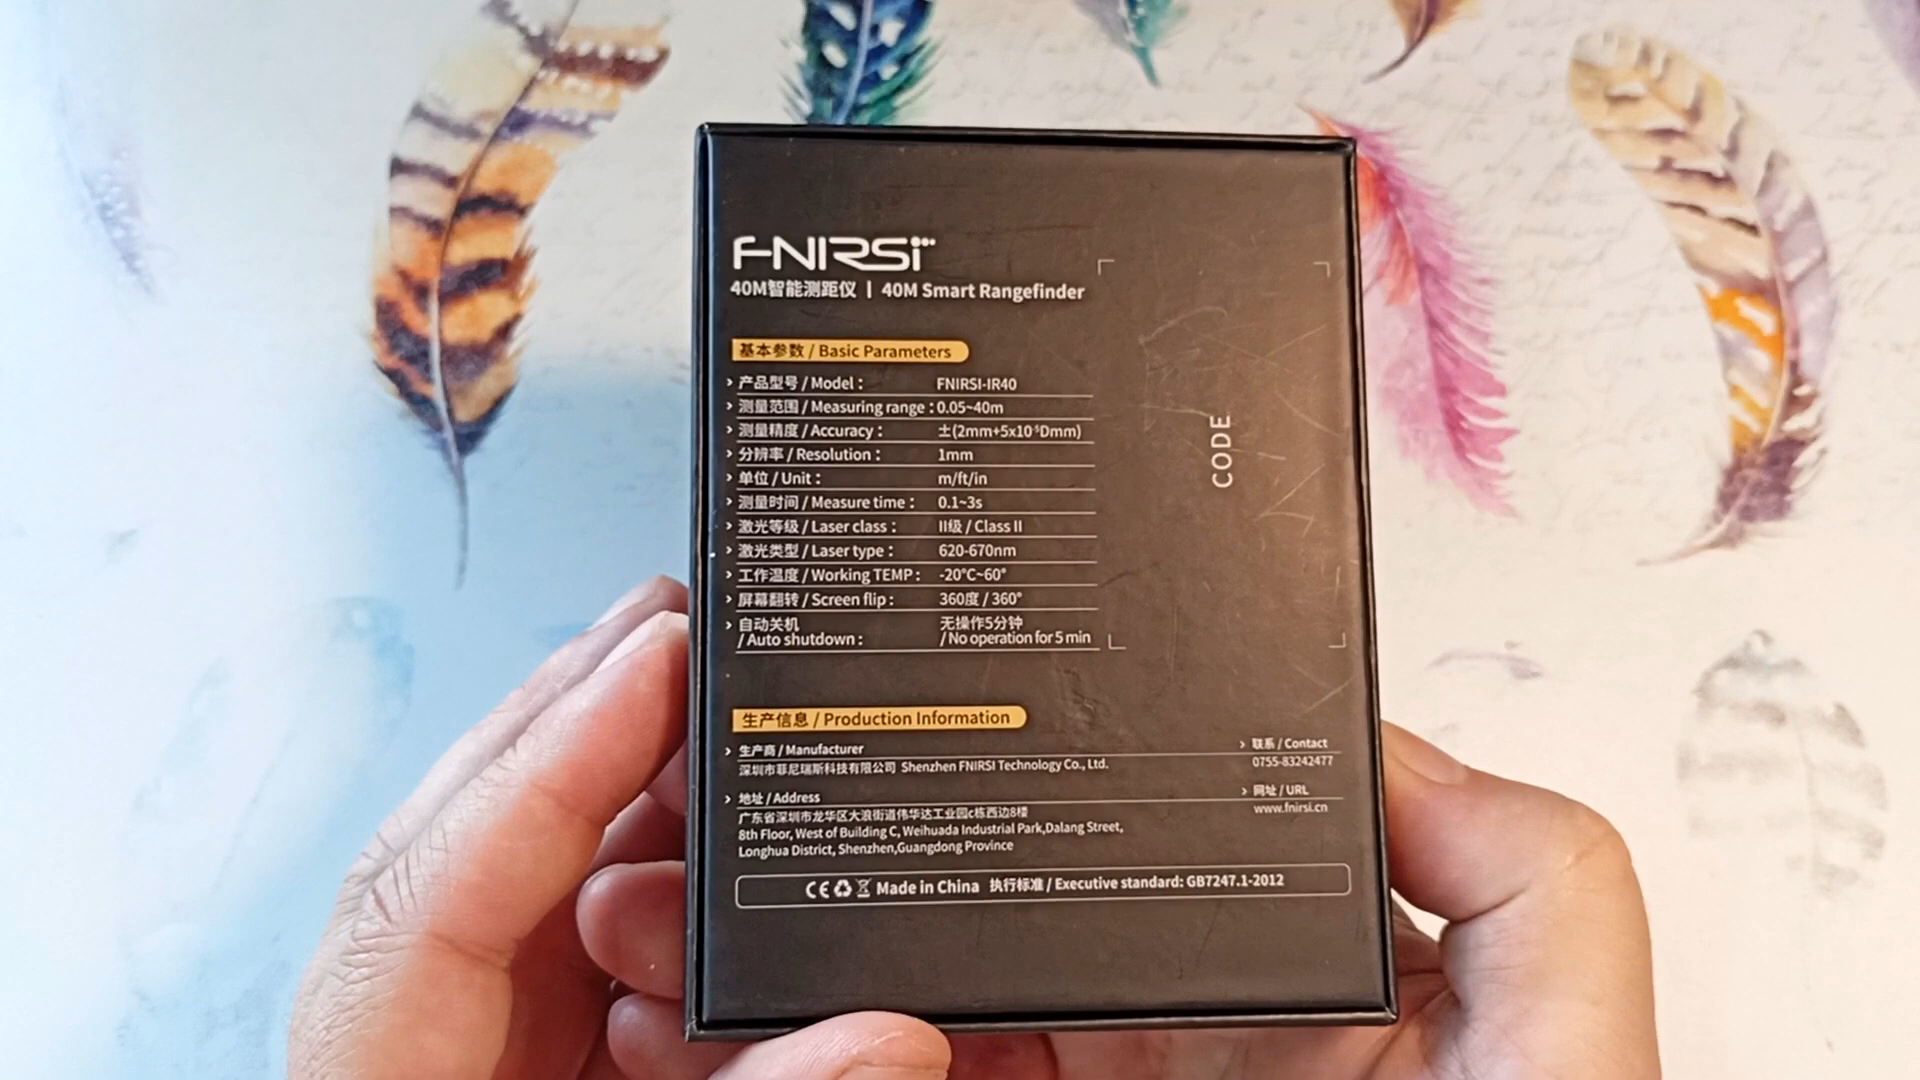 FNIRSI
40M智能测距仪 | 40M Smart Rangefinder
基本参数 / Basic Parameters
› 产品型号 / Model : FNIRSI-IR40
› 测量范围 / Measuring range : 0.05~40m
› 测量精度 / Accuracy : ±(2mm+5x10⁻⁵Dmm)
› 分辨率 / Resolution : 1mm
› 单位 / Unit : m/ft/in
› 测量时间 / Measure time : 0.1~3s
› 激光等级 / Laser class : II级 / Class II
› 激光类型 / Laser type : 620-670nm
› 工作温度 / Working TEMP : -20°C~60°
› 屏幕翻转 / Screen flip : 360度 / 360°
› 自动关机 无操作5分钟
/ Auto shutdown : / No operation for 5 min
CODE
生产信息 / Production Information
› 生产商 / Manufacturer
深圳市菲尼瑞斯科技有限公司 Shenzhen FNIRSI Technology Co., Ltd.
› 联系 / Contact
0755-83242477
› 地址 / Address
广东省深圳市龙华区大浪街道伟华达工业园c栋西边8楼
8th Floor, West of Building C, Weihuada Industrial Park,Dalang Street,
Longhua District, Shenzhen,Guangdong Province
› 网址 / URL
www.fnirsi.cn
CE Made in China 执行标准 / Executive standard: GB7247.1-2012